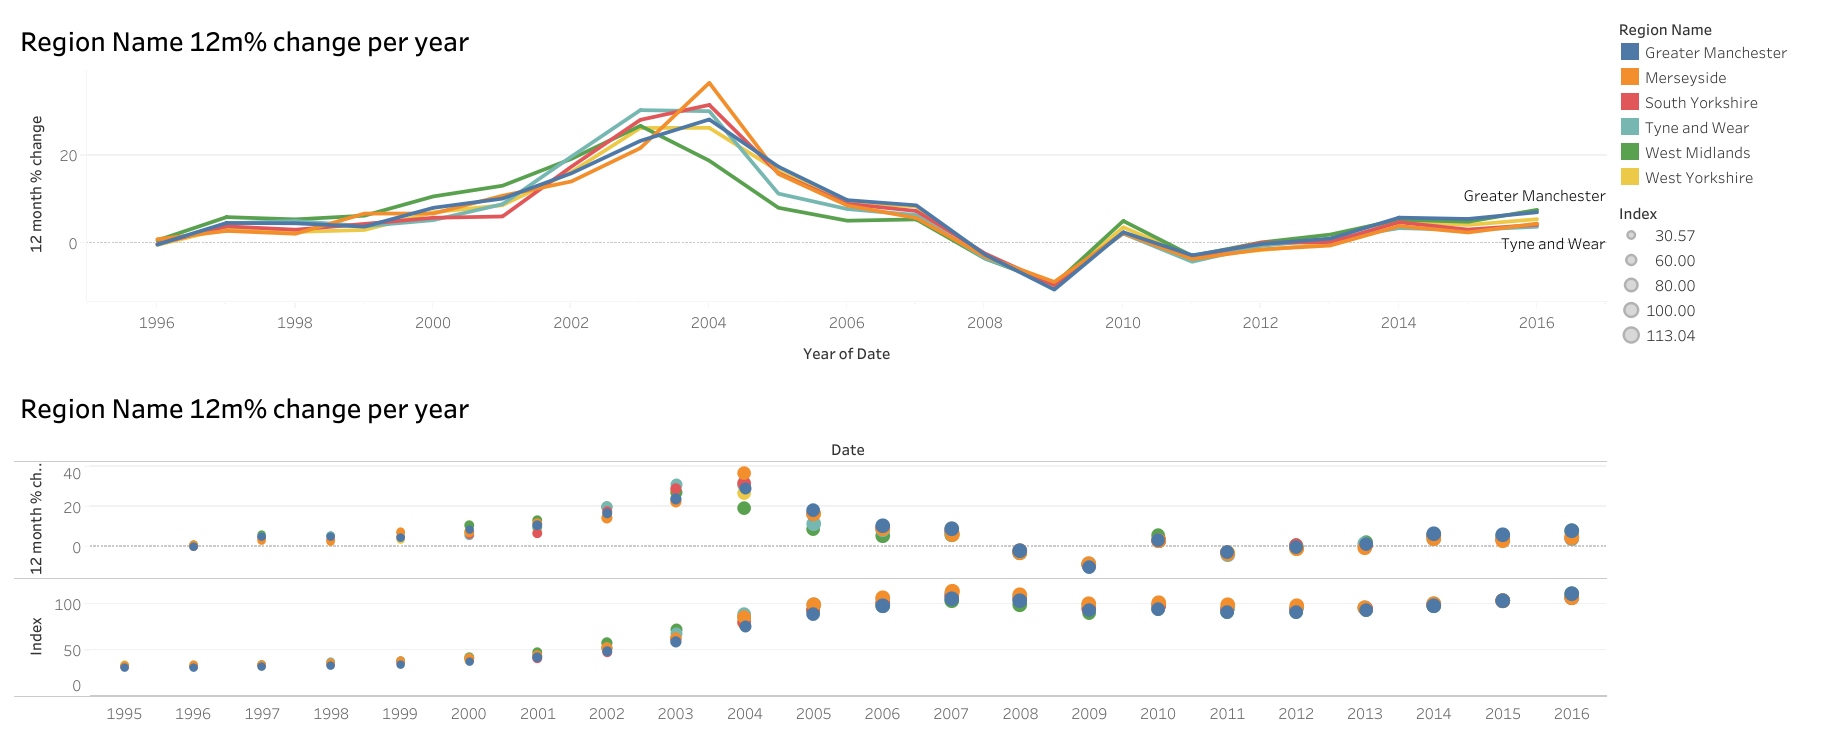 Region Name 12m% change per year
12 month % change
20
0
Greater Manchester
Tyne and Wear
1996 1998 2000 2002 2004 2006 2008 2010 2012 2014 2016
Year of Date
Region Name
Greater Manchester
Merseyside
South Yorkshire
Tyne and Wear
West Midlands
West Yorkshire
Index
30.57
60.00
80.00
100.00
113.04
Region Name 12m% change per year
Date
12 month % ch..
40
20
0
Index
100
50
0
1995 1996 1997 1998 1999 2000 2001 2002 2003 2004 2005 2006 2007 2008 2009 2010 2011 2012 2013 2014 2015 2016